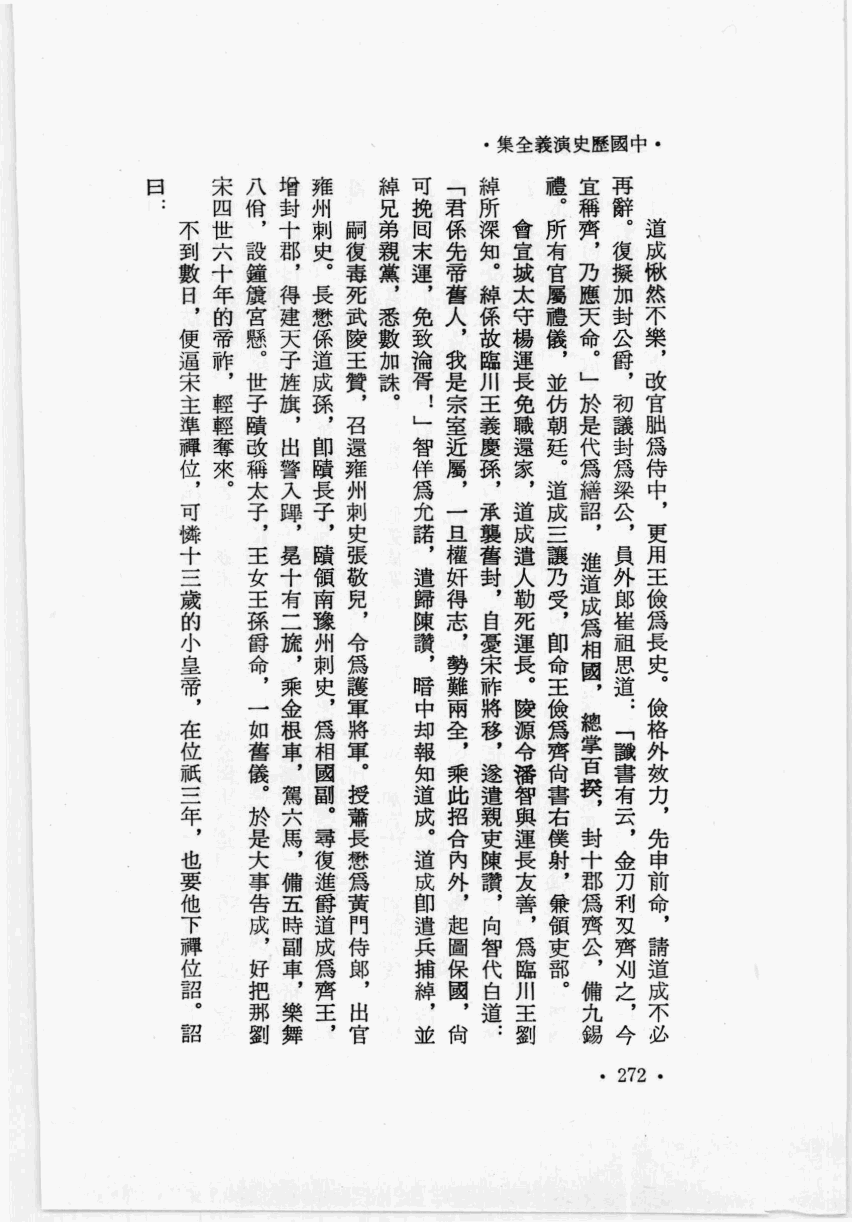 ・中國歷史演義全集・
道成愀然不樂，改官朏爲侍中，更用王儉爲長史。儉格外效力，先申前命，請道成不必
再辭。復擬加封公爵，初議封爲梁公，員外郎崔祖思道：「讖書有云，金刀利刄齊刈之，今
宜稱齊，乃應天命。」於是代爲繕詔，進道成爲相國，總掌百揆，封十郡爲齊公，備九錫
禮。所有官屬禮儀，並仿朝廷。道成三讓乃受，卽命王儉爲齊尙書右僕射，兼領吏部。
會宜城太守楊運長免職還家，道成遣人勒死運長。陵源令潘智與運長友善，爲臨川王劉
綽所深知。綽係故臨川王義慶孫，承襲舊封，自憂宋祚將移，遂遣親吏陳讚，向智代白道：
「君係先帝舊人，我是宗室近屬，一旦權奸得志，勢難兩全，乘此招合內外，起圖保國，尙
可挽回末運，免致淪胥！」智佯爲允諾，遣歸陳讚，暗中却報知道成。道成卽遣兵捕綽，並
綽兄弟親黨，悉數加誅。
嗣復毒死武陵王贊，召還雍州刺史張敬兒，令爲護軍將軍。授蕭長懋爲黃門侍郎，出官
雍州刺史。長懋係道成孫，卽賾長子，賾領南豫州刺史，爲相國副。尋復進爵道成爲齊王，
增封十郡，得建天子旌旗，出警入蹕，冕十有二旒，乘金根車，駕六馬，備五時副車，樂舞
八佾，設鐘簴宮懸。世子賾改稱太子，王女王孫爵命，一如舊儀。於是大事告成，好把那劉
宋四世六十年的帝祚，輕輕奪來。
不到數日，便逼宋主準禪位，可憐十三歲的小皇帝，在位祇三年，也要他下禪位詔。詔
曰：
・272・